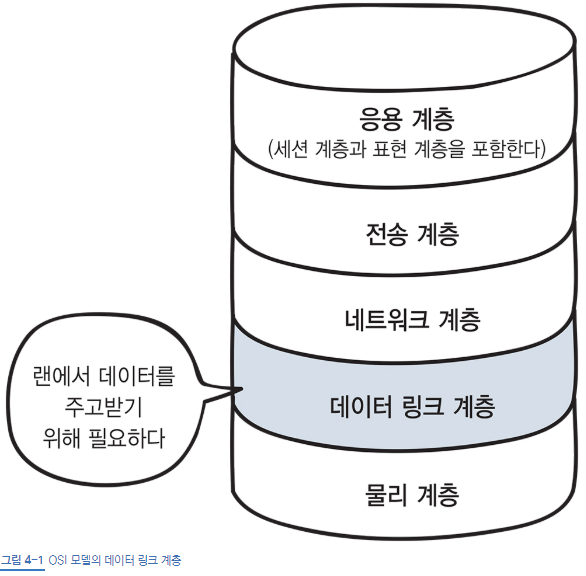 응용 계층
(세션 계층과 표현 계층을 포함한다)
전송 계층
네트워크 계층
랜에서 데이터를
주고받기
위해 필요하다
데이터 링크 계층
물리 계층
그림 4-1 OSI 모델의 데이터 링크 계층